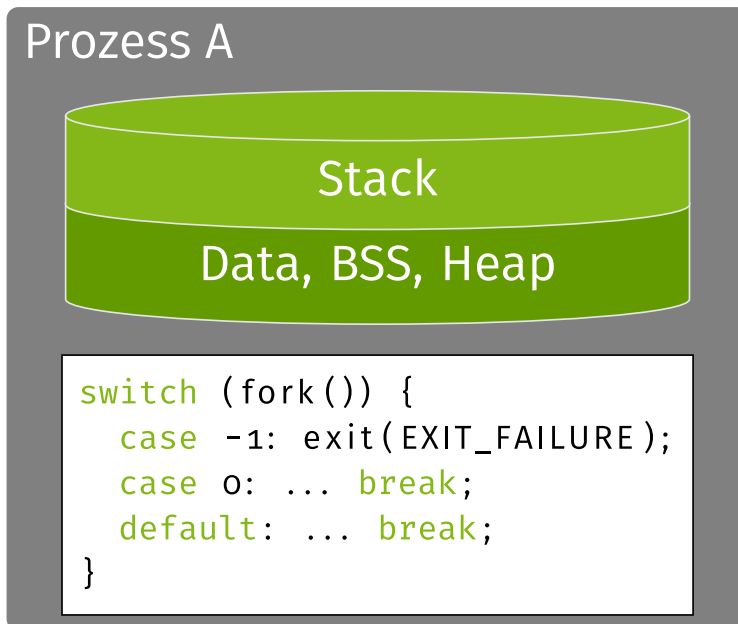 Prozess A
Stack
Data, BSS, Heap
switch (fork()) {
  case -1: exit(EXIT_FAILURE);
  case 0: ... break;
  default: ... break;
}